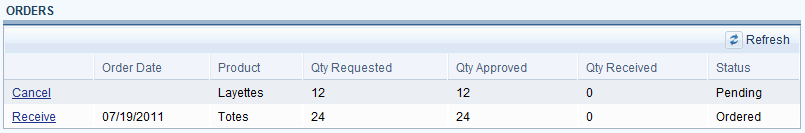 ORDERS
Refresh
Order Date Product Qty Requested Qty Approved Qty Received Status
Cancel Layettes 12 12 0 Pending
Receive 07/19/2011 Totes 24 24 0 Ordered